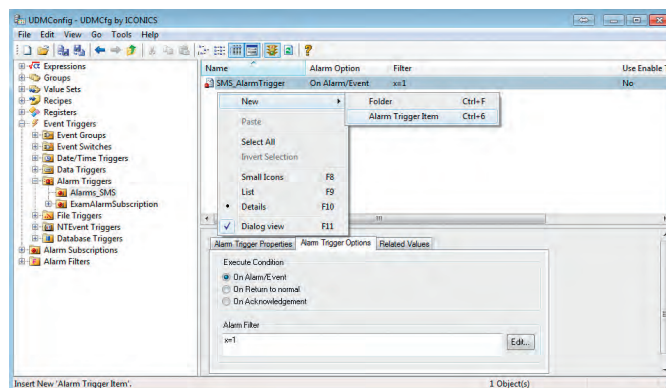 UDMConfig - UDMCfg by ICONICS
File Edit View Go Tools Help
Expressions
Groups
Value Sets
Recipes
Registers
Event Triggers
Event Groups
Event Switches
Date/Time Triggers
Data Triggers
Alarm Triggers
Alarms_SMS
ExamAlarmSubscription
File Triggers
NTEvent Triggers
Database Triggers
Alarm Subscriptions
Alarm Filters
Name Alarm Option Filter Use Enable
SMS_AlarmTrigger On Alarm/Event x=1 No
New
Paste
Select All
Invert Selection
Small Icons F8
List F9
Details F10
Dialog view F11
Folder Ctrl+F
Alarm Trigger Item Ctrl+6
Alarm Trigger Properties Alarm Trigger Options Related Values
Execute Condition
On Alarm/Event
On Return to normal
On Acknowledgement
Alarm Filter
x=1 Edit...
Insert New 'Alarm Trigger Item'. 1 Object(s)